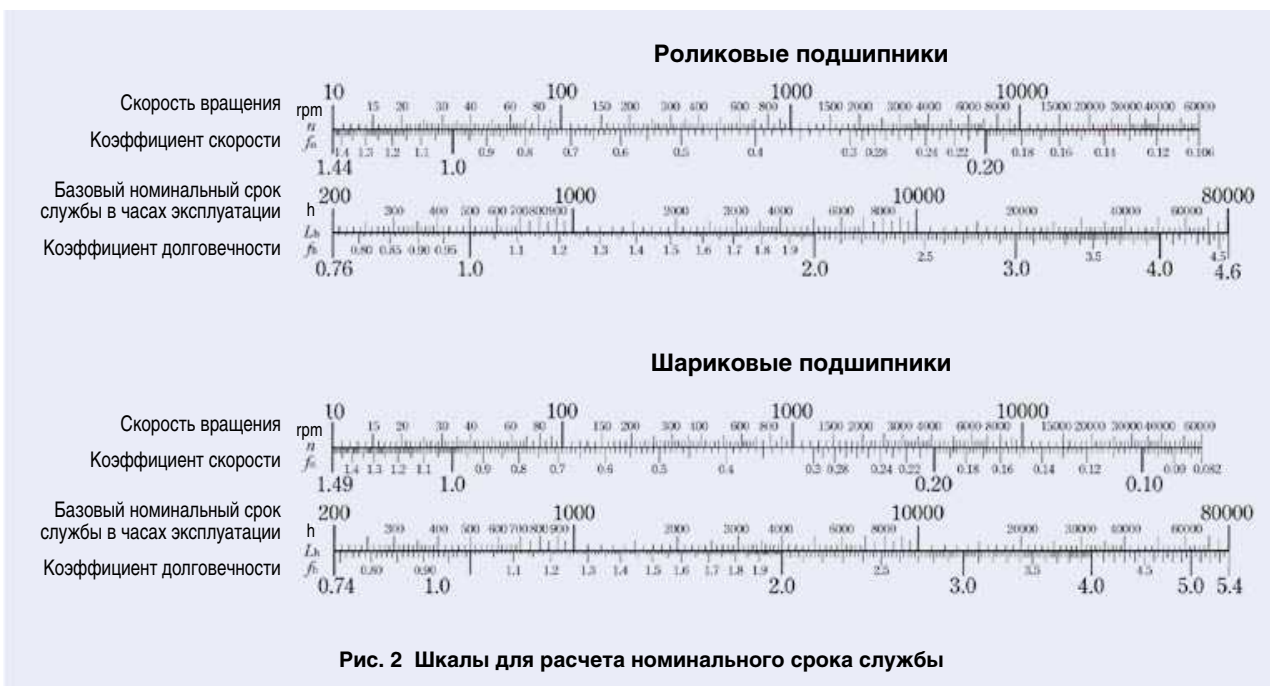 Роликовые подшипники
Скорость вращения
rpm
10 100 1000 10000
15 20 30 40 60 80 150 200 300 400 600 800 1500 2000 3000 4000 6000 8000 15000 20000 30000 40000 60000
n
Коэффициент скорости
fn
1.4 1.3 1.2 1.1 0.9 0.8 0.7 0.6 0.5 0.4 0.3 0.28 0.24 0.22 0.18 0.16 0.14 0.12 0.106
1.44 1.0 0.20
Базовый номинальный срок
службы в часах эксплуатации
h
200 1000 10000 80000
300 400 500 600 700 800 900 2000 3000 4000 6000 8000 20000 40000 60000
Lh
Коэффициент долговечности
fh
0.80 0.85 0.90 0.95 1.1 1.2 1.3 1.4 1.5 1.6 1.7 1.8 1.9 2.5 3.5 4.5
0.76 1.0 2.0 3.0 4.0 4.6
Шариковые подшипники
Скорость вращения
rpm
10 100 1000 10000
15 20 30 40 60 80 150 200 300 400 600 800 1500 2000 3000 4000 6000 8000 15000 20000 30000 40000 60000
n
Коэффициент скорости
fn
1.4 1.3 1.2 1.1 0.9 0.8 0.7 0.6 0.5 0.4 0.3 0.28 0.24 0.22 0.18 0.16 0.14 0.12 0.09 0.082
1.49 1.0 0.20 0.10
Базовый номинальный срок
службы в часах эксплуатации
h
200 1000 10000 80000
300 400 500 600 700 800 900 2000 3000 4000 6000 8000 20000 30000 40000 60000
Lh
Коэффициент долговечности
fh
0.80 0.90 1.1 1.2 1.3 1.4 1.5 1.6 1.7 1.8 1.9 2.5 3.5 4.5
0.74 1.0 2.0 3.0 4.0 5.0 5.4
Рис. 2 Шкалы для расчета номинального срока службы